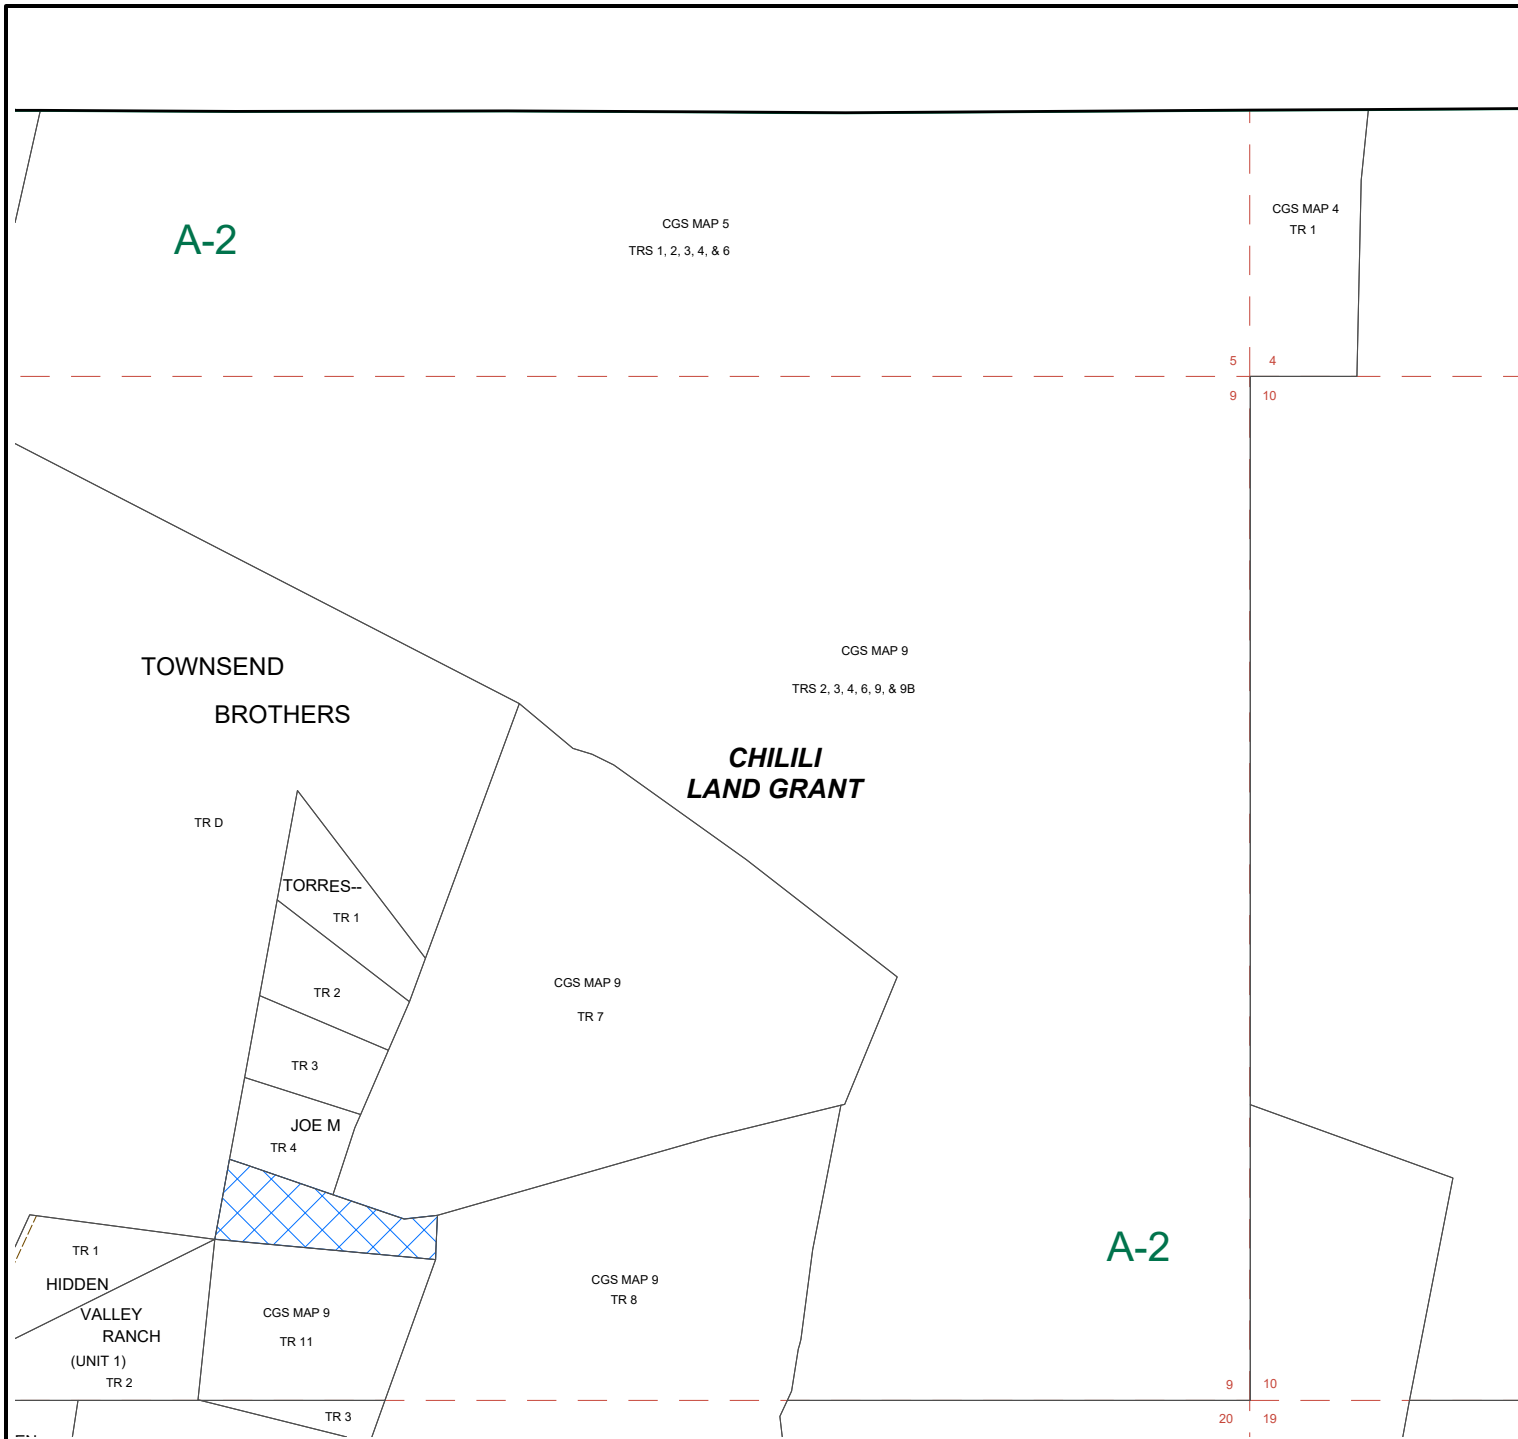 CGS MAP 4
TR 1
CGS MAP 5
A-2
TRS 1, 2, 3, 4, & 6
5 4
9 10
CGS MAP 9
TOWNSEND
TRS 2, 3, 4, 6, 9, & 9B
BROTHERS
CHILILI
LAND GRANT
TR D
TORRES--
TR 1
CGS MAP 9
TR 2
TR 7
TR 3
JOE M
TR 4
TR 1
A-2
HIDDEN
CGS MAP 9
TR 8
VALLEY
CGS MAP 9
RANCH
TR 11
(UNIT 1)
TR 2
9 10
TR 3
20 19